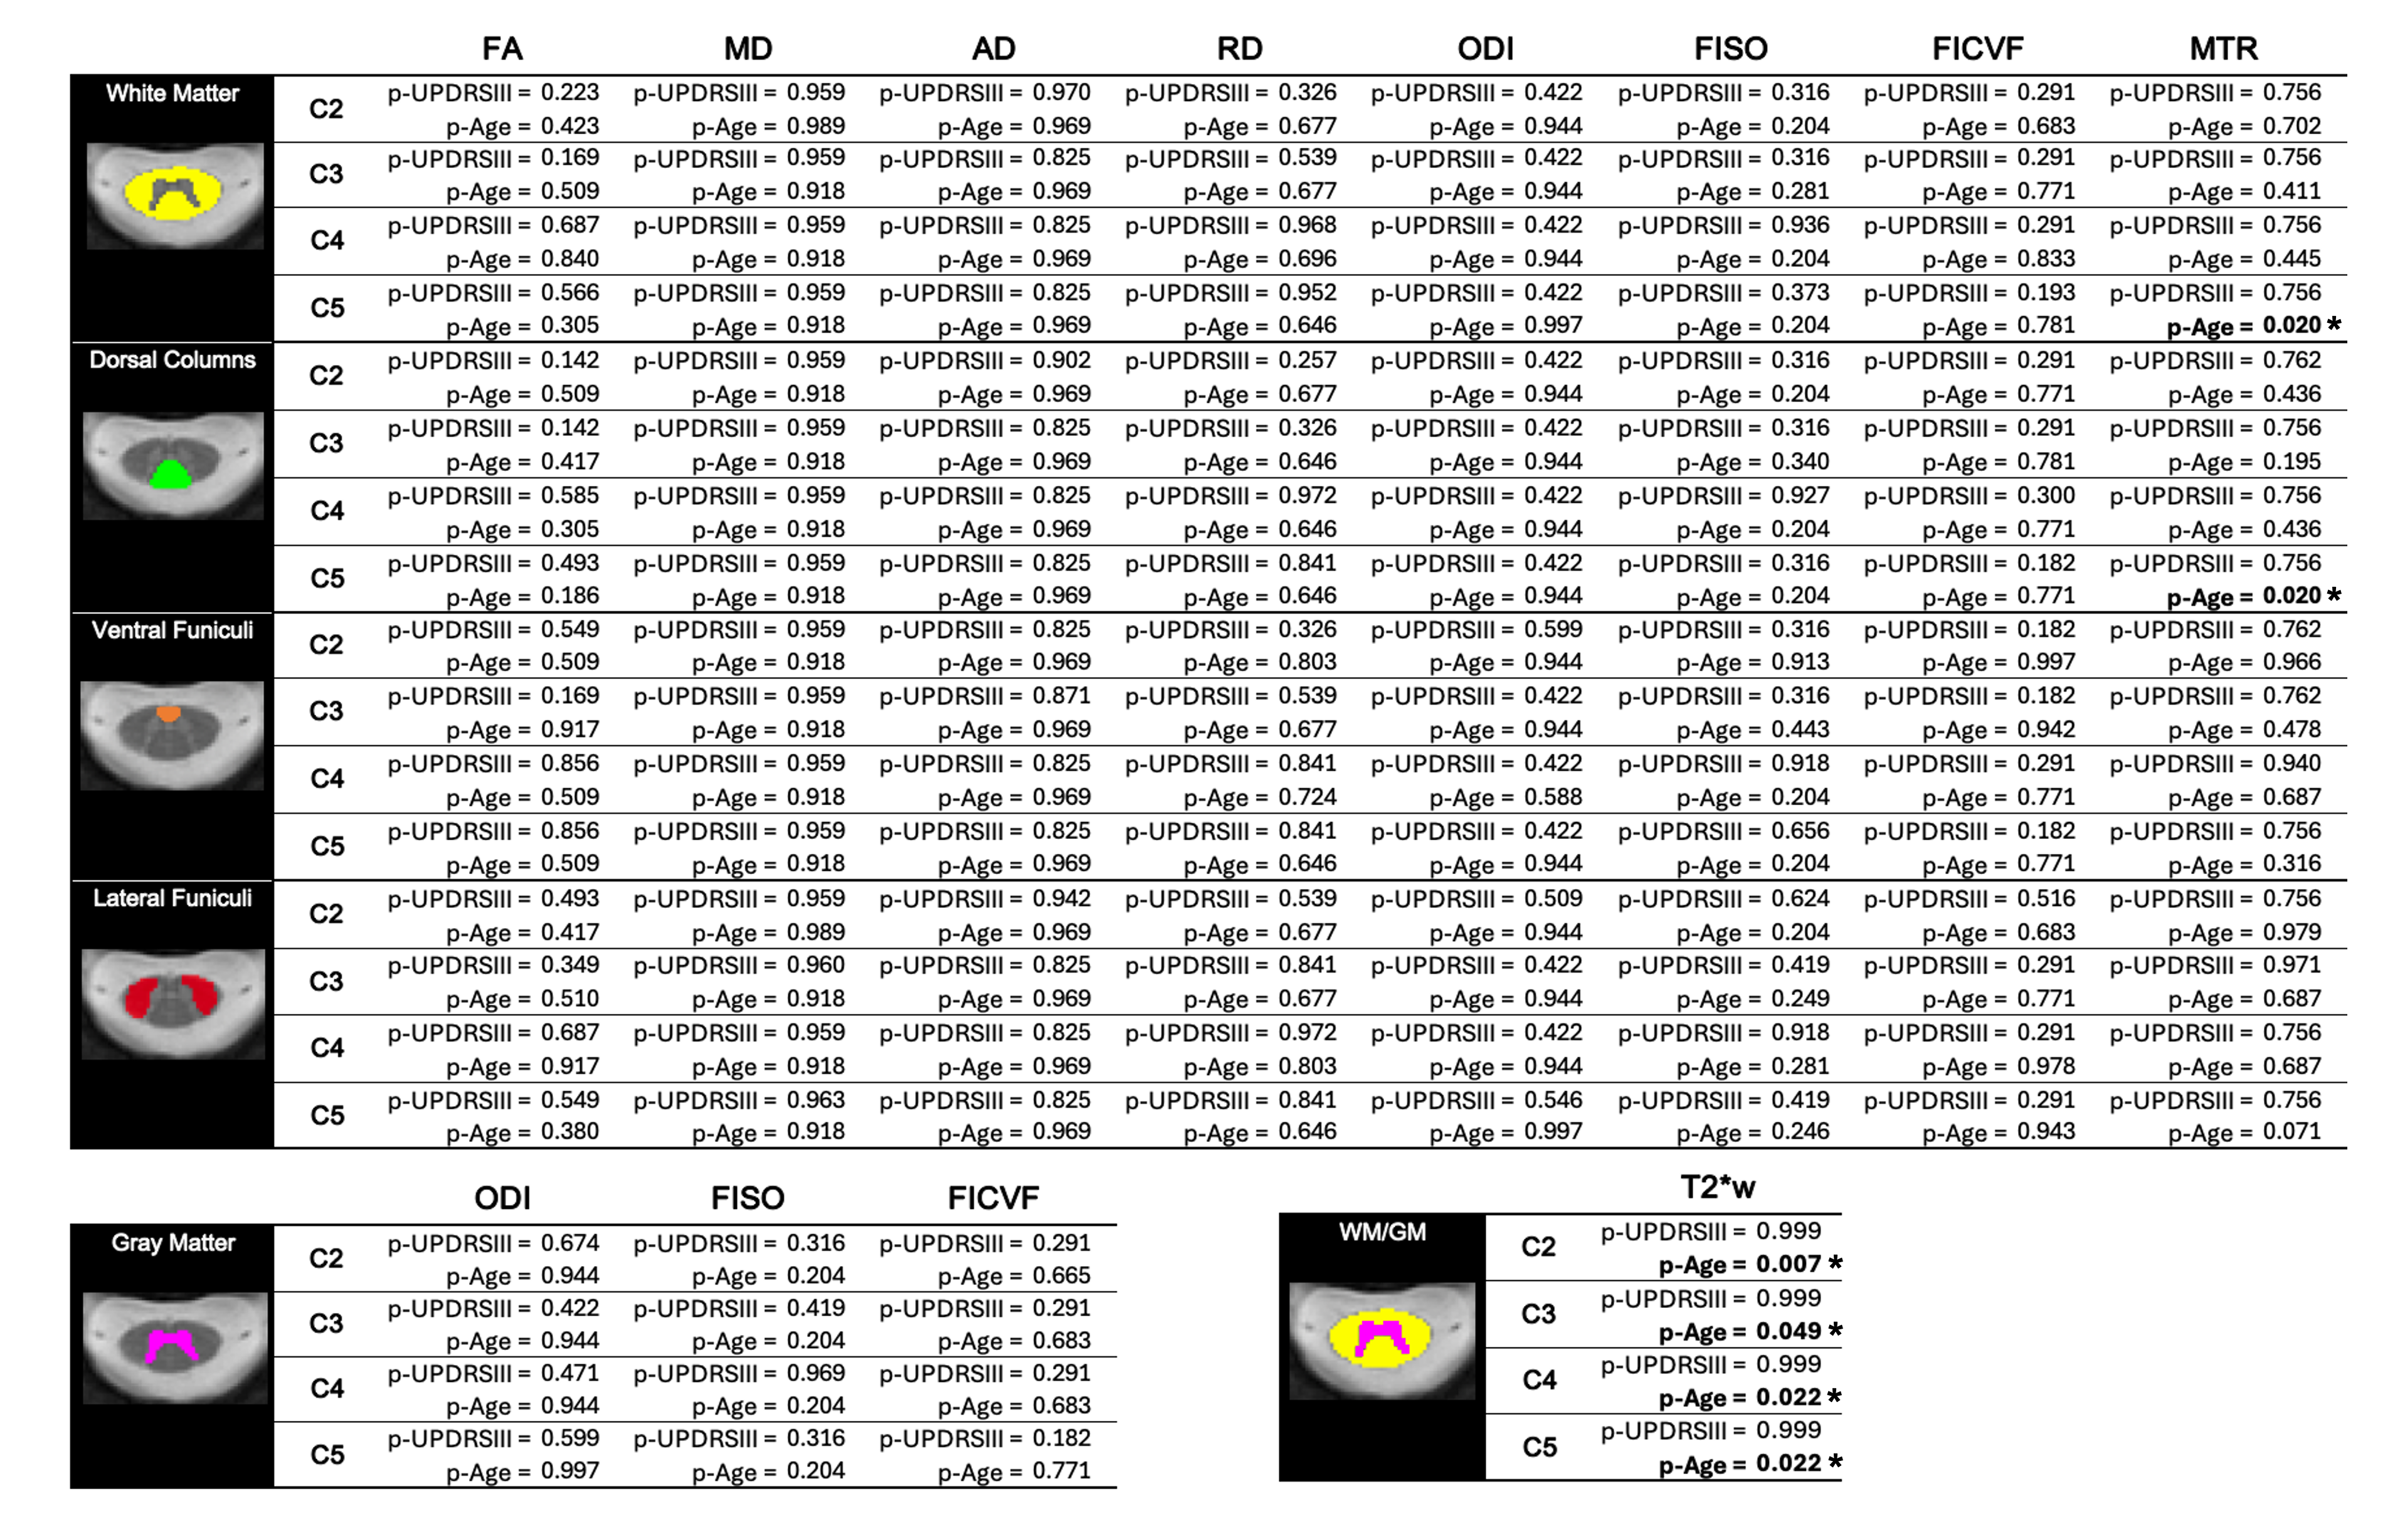 FA MD AD RD ODI FISO FICVF MTR
White Matter
C2
p-UPDRSIII = 0.223 p-UPDRSIII = 0.959 p-UPDRSIII = 0.970 p-UPDRSIII = 0.326 p-UPDRSIII = 0.422 p-UPDRSIII = 0.316 p-UPDRSIII = 0.291 p-UPDRSIII = 0.756
p-Age = 0.423 p-Age = 0.989 p-Age = 0.969 p-Age = 0.677 p-Age = 0.944 p-Age = 0.204 p-Age = 0.683 p-Age = 0.702
C3
p-UPDRSIII = 0.169 p-UPDRSIII = 0.959 p-UPDRSIII = 0.825 p-UPDRSIII = 0.539 p-UPDRSIII = 0.422 p-UPDRSIII = 0.316 p-UPDRSIII = 0.291 p-UPDRSIII = 0.756
p-Age = 0.509 p-Age = 0.918 p-Age = 0.969 p-Age = 0.677 p-Age = 0.944 p-Age = 0.281 p-Age = 0.771 p-Age = 0.411
C4
p-UPDRSIII = 0.687 p-UPDRSIII = 0.959 p-UPDRSIII = 0.825 p-UPDRSIII = 0.968 p-UPDRSIII = 0.422 p-UPDRSIII = 0.936 p-UPDRSIII = 0.291 p-UPDRSIII = 0.756
p-Age = 0.840 p-Age = 0.918 p-Age = 0.969 p-Age = 0.696 p-Age = 0.944 p-Age = 0.204 p-Age = 0.833 p-Age = 0.445
C5
p-UPDRSIII = 0.566 p-UPDRSIII = 0.959 p-UPDRSIII = 0.825 p-UPDRSIII = 0.952 p-UPDRSIII = 0.422 p-UPDRSIII = 0.373 p-UPDRSIII = 0.193 p-UPDRSIII = 0.756
p-Age = 0.305 p-Age = 0.918 p-Age = 0.969 p-Age = 0.646 p-Age = 0.997 p-Age = 0.204 p-Age = 0.781 p-Age = 0.020 *
Dorsal Columns
C2
p-UPDRSIII = 0.142 p-UPDRSIII = 0.959 p-UPDRSIII = 0.902 p-UPDRSIII = 0.257 p-UPDRSIII = 0.422 p-UPDRSIII = 0.316 p-UPDRSIII = 0.291 p-UPDRSIII = 0.762
p-Age = 0.509 p-Age = 0.918 p-Age = 0.969 p-Age = 0.677 p-Age = 0.944 p-Age = 0.204 p-Age = 0.771 p-Age = 0.436
C3
p-UPDRSIII = 0.142 p-UPDRSIII = 0.959 p-UPDRSIII = 0.825 p-UPDRSIII = 0.326 p-UPDRSIII = 0.422 p-UPDRSIII = 0.316 p-UPDRSIII = 0.291 p-UPDRSIII = 0.756
p-Age = 0.417 p-Age = 0.918 p-Age = 0.969 p-Age = 0.646 p-Age = 0.944 p-Age = 0.340 p-Age = 0.781 p-Age = 0.195
C4
p-UPDRSIII = 0.585 p-UPDRSIII = 0.959 p-UPDRSIII = 0.825 p-UPDRSIII = 0.972 p-UPDRSIII = 0.422 p-UPDRSIII = 0.927 p-UPDRSIII = 0.300 p-UPDRSIII = 0.756
p-Age = 0.305 p-Age = 0.918 p-Age = 0.969 p-Age = 0.646 p-Age = 0.944 p-Age = 0.204 p-Age = 0.771 p-Age = 0.436
C5
p-UPDRSIII = 0.493 p-UPDRSIII = 0.959 p-UPDRSIII = 0.825 p-UPDRSIII = 0.841 p-UPDRSIII = 0.422 p-UPDRSIII = 0.316 p-UPDRSIII = 0.182 p-UPDRSIII = 0.756
p-Age = 0.186 p-Age = 0.918 p-Age = 0.969 p-Age = 0.646 p-Age = 0.944 p-Age = 0.204 p-Age = 0.771 p-Age = 0.020 *
Ventral Funiculi
C2
p-UPDRSIII = 0.549 p-UPDRSIII = 0.959 p-UPDRSIII = 0.825 p-UPDRSIII = 0.326 p-UPDRSIII = 0.599 p-UPDRSIII = 0.316 p-UPDRSIII = 0.182 p-UPDRSIII = 0.762
p-Age = 0.509 p-Age = 0.918 p-Age = 0.969 p-Age = 0.803 p-Age = 0.944 p-Age = 0.913 p-Age = 0.997 p-Age = 0.966
C3
p-UPDRSIII = 0.169 p-UPDRSIII = 0.959 p-UPDRSIII = 0.871 p-UPDRSIII = 0.539 p-UPDRSIII = 0.422 p-UPDRSIII = 0.316 p-UPDRSIII = 0.182 p-UPDRSIII = 0.762
p-Age = 0.917 p-Age = 0.918 p-Age = 0.969 p-Age = 0.677 p-Age = 0.944 p-Age = 0.443 p-Age = 0.942 p-Age = 0.478
C4
p-UPDRSIII = 0.856 p-UPDRSIII = 0.959 p-UPDRSIII = 0.825 p-UPDRSIII = 0.841 p-UPDRSIII = 0.422 p-UPDRSIII = 0.918 p-UPDRSIII = 0.291 p-UPDRSIII = 0.940
p-Age = 0.509 p-Age = 0.918 p-Age = 0.969 p-Age = 0.724 p-Age = 0.588 p-Age = 0.204 p-Age = 0.771 p-Age = 0.687
C5
p-UPDRSIII = 0.856 p-UPDRSIII = 0.959 p-UPDRSIII = 0.825 p-UPDRSIII = 0.841 p-UPDRSIII = 0.422 p-UPDRSIII = 0.656 p-UPDRSIII = 0.182 p-UPDRSIII = 0.756
p-Age = 0.509 p-Age = 0.918 p-Age = 0.969 p-Age = 0.646 p-Age = 0.944 p-Age = 0.204 p-Age = 0.771 p-Age = 0.316
Lateral Funiculi
C2
p-UPDRSIII = 0.493 p-UPDRSIII = 0.959 p-UPDRSIII = 0.942 p-UPDRSIII = 0.539 p-UPDRSIII = 0.509 p-UPDRSIII = 0.624 p-UPDRSIII = 0.516 p-UPDRSIII = 0.756
p-Age = 0.417 p-Age = 0.989 p-Age = 0.969 p-Age = 0.677 p-Age = 0.944 p-Age = 0.204 p-Age = 0.683 p-Age = 0.979
C3
p-UPDRSIII = 0.349 p-UPDRSIII = 0.960 p-UPDRSIII = 0.825 p-UPDRSIII = 0.841 p-UPDRSIII = 0.422 p-UPDRSIII = 0.419 p-UPDRSIII = 0.291 p-UPDRSIII = 0.971
p-Age = 0.510 p-Age = 0.918 p-Age = 0.969 p-Age = 0.677 p-Age = 0.944 p-Age = 0.249 p-Age = 0.771 p-Age = 0.687
C4
p-UPDRSIII = 0.687 p-UPDRSIII = 0.959 p-UPDRSIII = 0.825 p-UPDRSIII = 0.972 p-UPDRSIII = 0.422 p-UPDRSIII = 0.918 p-UPDRSIII = 0.291 p-UPDRSIII = 0.756
p-Age = 0.917 p-Age = 0.918 p-Age = 0.969 p-Age = 0.803 p-Age = 0.944 p-Age = 0.281 p-Age = 0.978 p-Age = 0.687
C5
p-UPDRSIII = 0.549 p-UPDRSIII = 0.963 p-UPDRSIII = 0.825 p-UPDRSIII = 0.841 p-UPDRSIII = 0.546 p-UPDRSIII = 0.419 p-UPDRSIII = 0.291 p-UPDRSIII = 0.756
p-Age = 0.380 p-Age = 0.918 p-Age = 0.969 p-Age = 0.646 p-Age = 0.997 p-Age = 0.246 p-Age = 0.943 p-Age = 0.071
ODI FISO FICVF
Gray Matter
C2
p-UPDRSIII = 0.674 p-UPDRSIII = 0.316 p-UPDRSIII = 0.291
p-Age = 0.944 p-Age = 0.204 p-Age = 0.665
C3
p-UPDRSIII = 0.422 p-UPDRSIII = 0.419 p-UPDRSIII = 0.291
p-Age = 0.944 p-Age = 0.204 p-Age = 0.683
C4
p-UPDRSIII = 0.471 p-UPDRSIII = 0.969 p-UPDRSIII = 0.291
p-Age = 0.944 p-Age = 0.204 p-Age = 0.683
C5
p-UPDRSIII = 0.599 p-UPDRSIII = 0.316 p-UPDRSIII = 0.182
p-Age = 0.997 p-Age = 0.204 p-Age = 0.771
T2*w
WM/GM
C2
p-UPDRSIII = 0.999
p-Age = 0.007 *
C3
p-UPDRSIII = 0.999
p-Age = 0.049 *
C4
p-UPDRSIII = 0.999
p-Age = 0.022 *
C5
p-UPDRSIII = 0.999
p-Age = 0.022 *